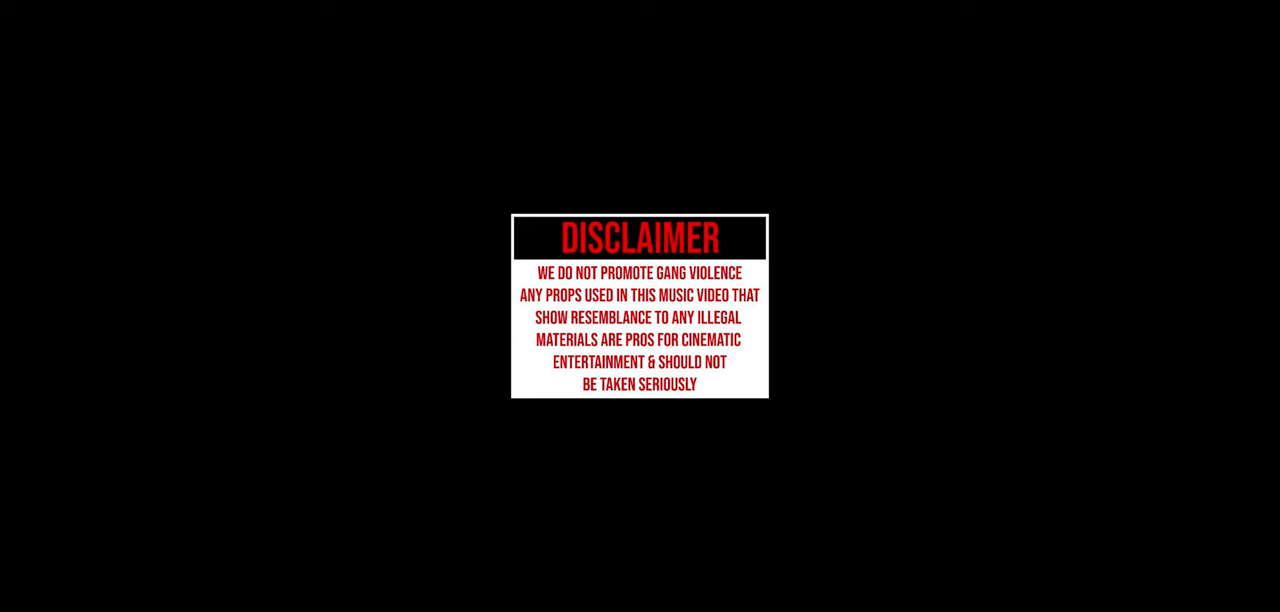 DISCLAIMER
WE DO NOT PROMOTE GANG VIOLENCE
ANY PROPS USED IN THIS MUSIC VIDEO THAT
SHOW RESEMBLANCE TO ANY ILLEGAL
MATERIALS ARE PROS FOR CINEMATIC
ENTERTAINMENT & SHOULD NOT
BE TAKEN SERIOUSLY